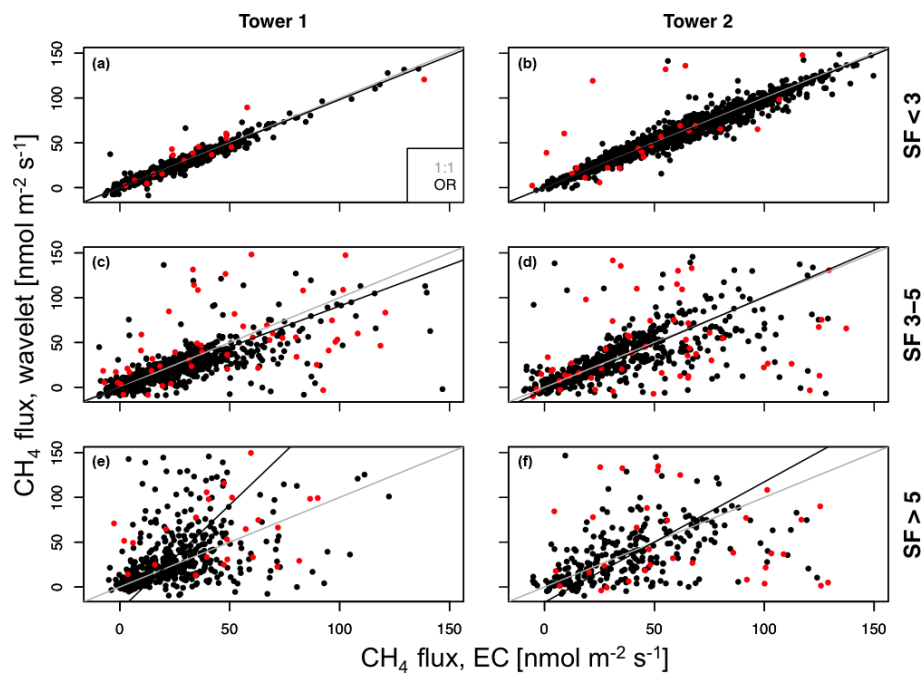 Tower 1
Tower 2
CH₄ flux, wavelet [nmol m⁻² s⁻¹]
150
100
50
0
(a)
1:1
OR
(b)
SF < 3
150
100
50
0
(c)
(d)
SF 3–5
150
100
50
0
(e)
(f)
SF > 5
0 50 100 150
0 50 100 150
CH₄ flux, EC [nmol m⁻² s⁻¹]